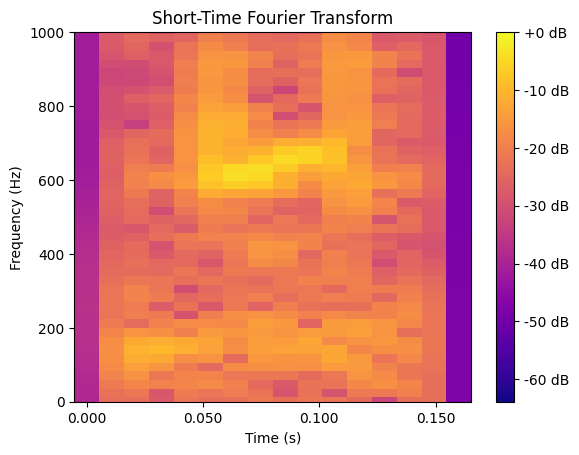 Short-Time Fourier Transform
1000
800
600
400
200
0
Frequency (Hz)
0.000
0.050
0.100
0.150
Time (s)
+0 dB
-10 dB
-20 dB
-30 dB
-40 dB
-50 dB
-60 dB